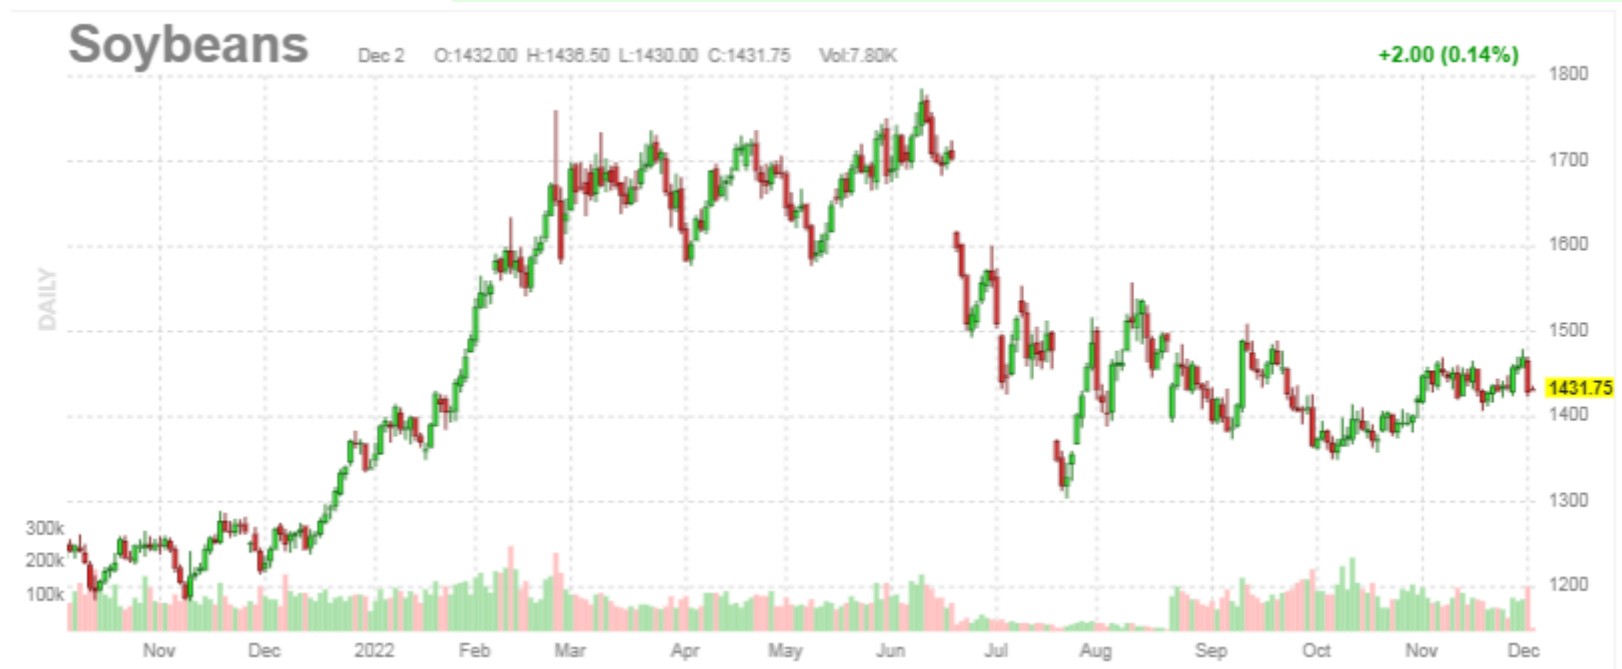 Soybeans
Dec 2 O:1432.00 H:1436.50 L:1430.00 C:1431.75 Vol:7.80K
+2.00 (0.14%)
1800
1700
1600
DAILY
1500
1431.75
1400
1300
300k
200k
1200
100k
Nov Dec 2022 Feb Mar Apr May Jun Jul Aug Sep Oct Nov Dec